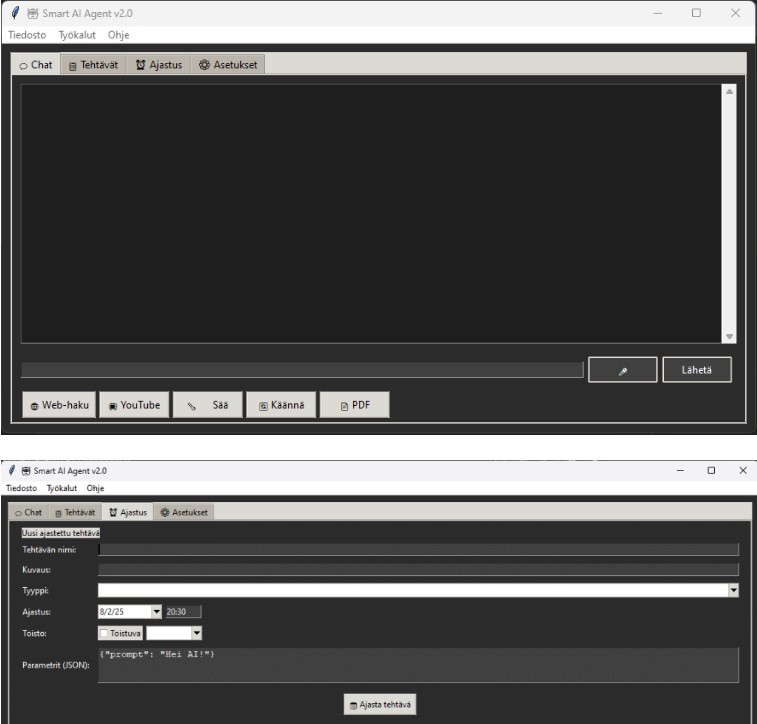 Smart AI Agent v2.0
Tiedosto Työkalut Ohje
Chat Tehtävät Ajastus Asetukset
Lähetä
Web-haku YouTube Sää Käännä PDF
Smart AI Agent v2.0
Tiedosto Työkalut Ohje
Chat Tehtävät Ajastus Asetukset
Uusi ajastettu tehtävä
Tehtävän nimi:
Kuvaus:
Tyyppi:
Ajastus: 8/2/25 20:30
Toisto: Toistuva
Parametrit (JSON): {"prompt": "Hei AI!"}
Ajasta tehtävä